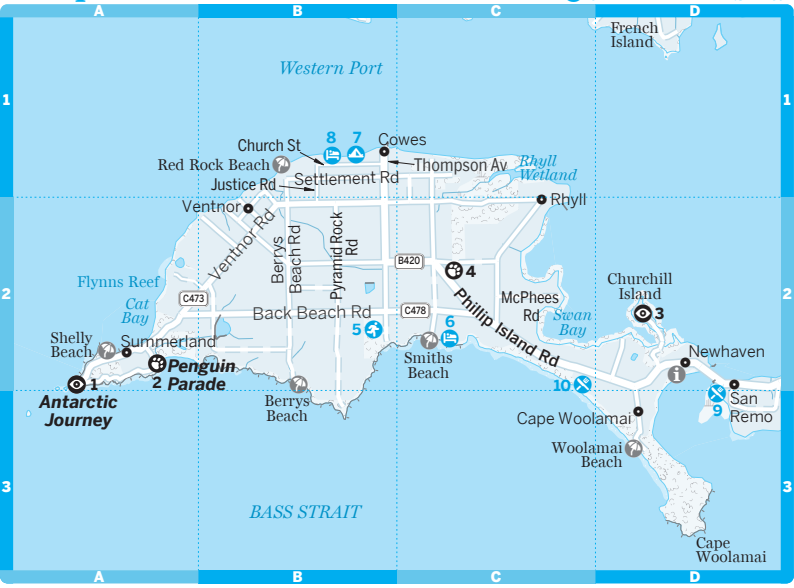 A
B
C
D
French
Island
Western Port
1
1
Church St
8
7
Cowes
Red Rock Beach
Thompson Av
Rhyll
Wetland
Settlement Rd
Justice Rd
Ventnor
Rhyll
Ventnor Rd
Berrys
Beach Rd
Pyramid Rock
Rd
B420
4
Flynns Reef
C473
Churchill
Island
2
2
Cat
Bay
Back Beach Rd
C478
Phillip Island Rd
McPhees
Rd
Swan
Bay
3
5
6
Shelly
Beach
Summerland
Smiths
Beach
Newhaven
Penguin
Parade
2
1
Antarctic
Journey
Berrys
Beach
10
9
San
Remo
Cape Woolamai
Woolamai
Beach
3
3
BASS STRAIT
Cape
Woolamai
A
B
C
D